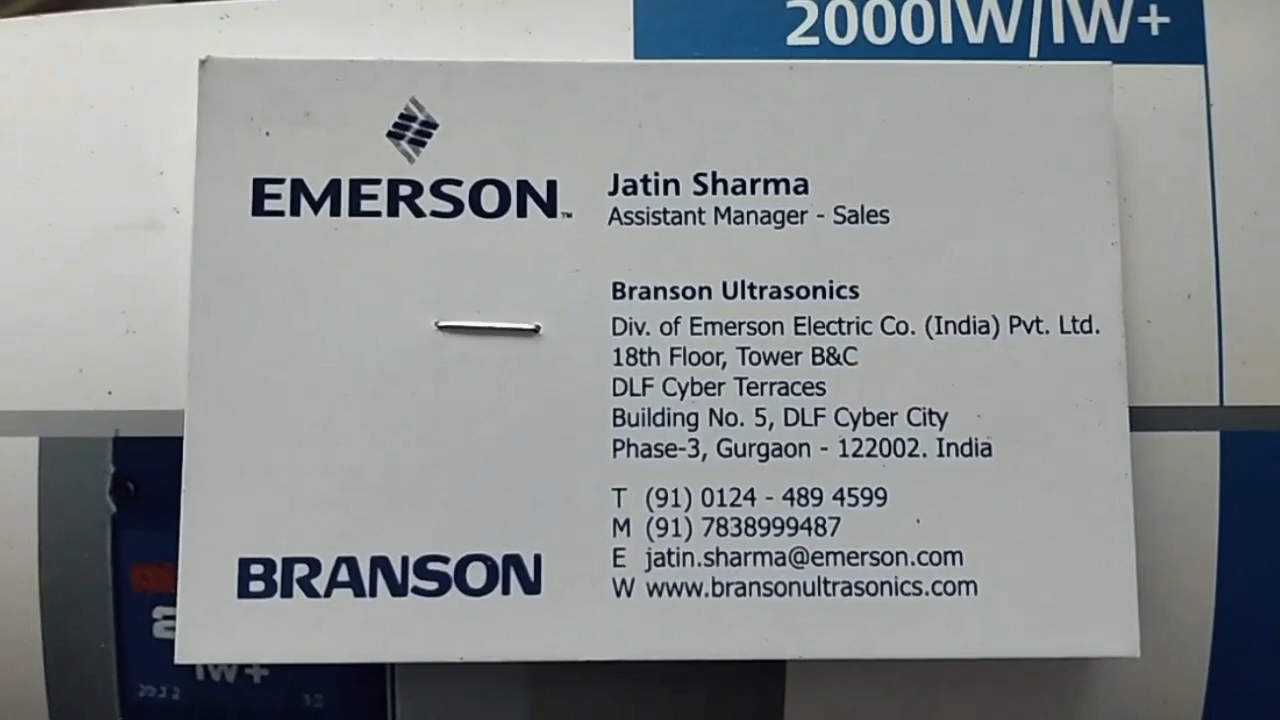 2000IW/IW+
EMERSON™
Jatin Sharma
Assistant Manager - Sales
Branson Ultrasonics
Div. of Emerson Electric Co. (India) Pvt. Ltd.
18th Floor, Tower B&C
DLF Cyber Terraces
Building No. 5, DLF Cyber City
Phase-3, Gurgaon - 122002. India
T (91) 0124 - 489 4599
M (91) 7838999487
E jatin.sharma@emerson.com
W www.bransonultrasonics.com
BRANSON
IW+